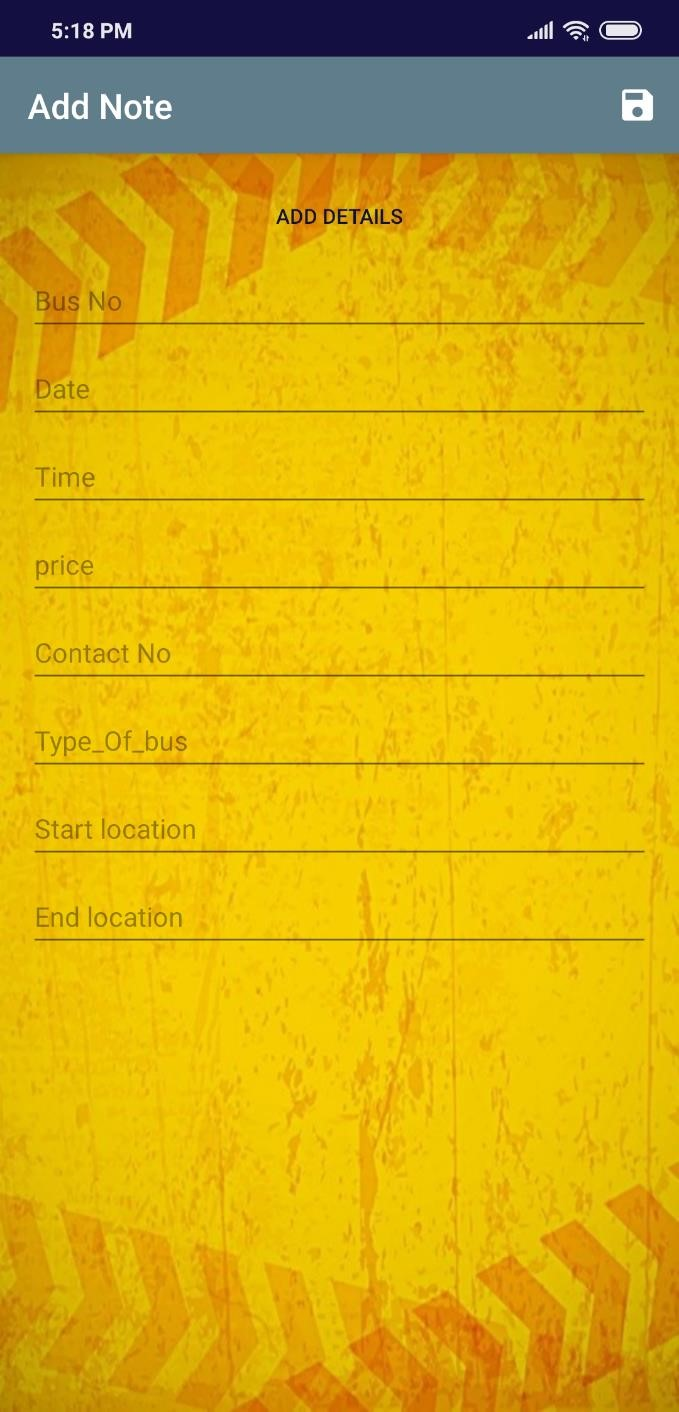 5:18 PM
Add Note
ADD DETAILS
Bus No
Date
Time
price
Contact No
Type_Of_bus
Start location
End location